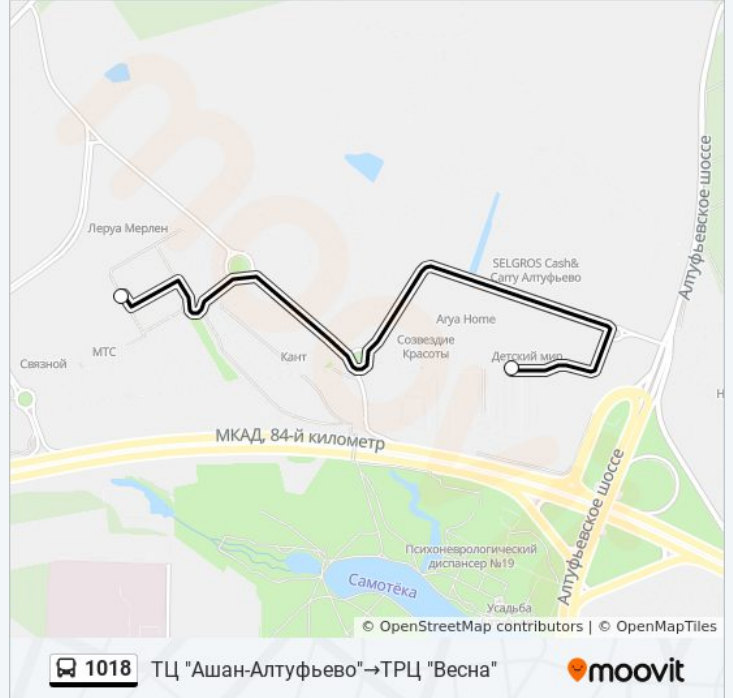 Алтуфьевское шоссе
Леруа Мерлен
SELGROS Cash&
Carry Алтуфьево
Arya Home
Созвездие
Красоты
МТС
Кант
Детский мир
Связной
МКАД, 84-й километр
Алтуфьевское шоссе
Психоневрологический
диспансер №19
Самотёка
Усадьба
© OpenStreetMap contributors | © OpenMapTiles
1018 ТЦ "Ашан-Алтуфьево"→ТРЦ "Весна"
moovit